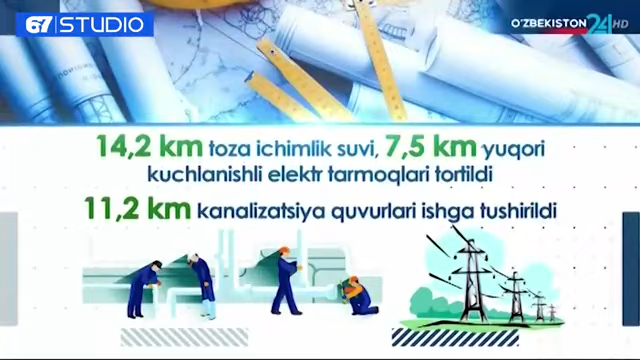 67 STUDIO
O'ZBEKISTON 24 HD
14,2 km toza ichimlik suvi, 7,5 km yuqori
kuchlanishli elektr tarmoqlari tortildi
11,2 km kanalizatsiya quvurlari ishga tushirildi